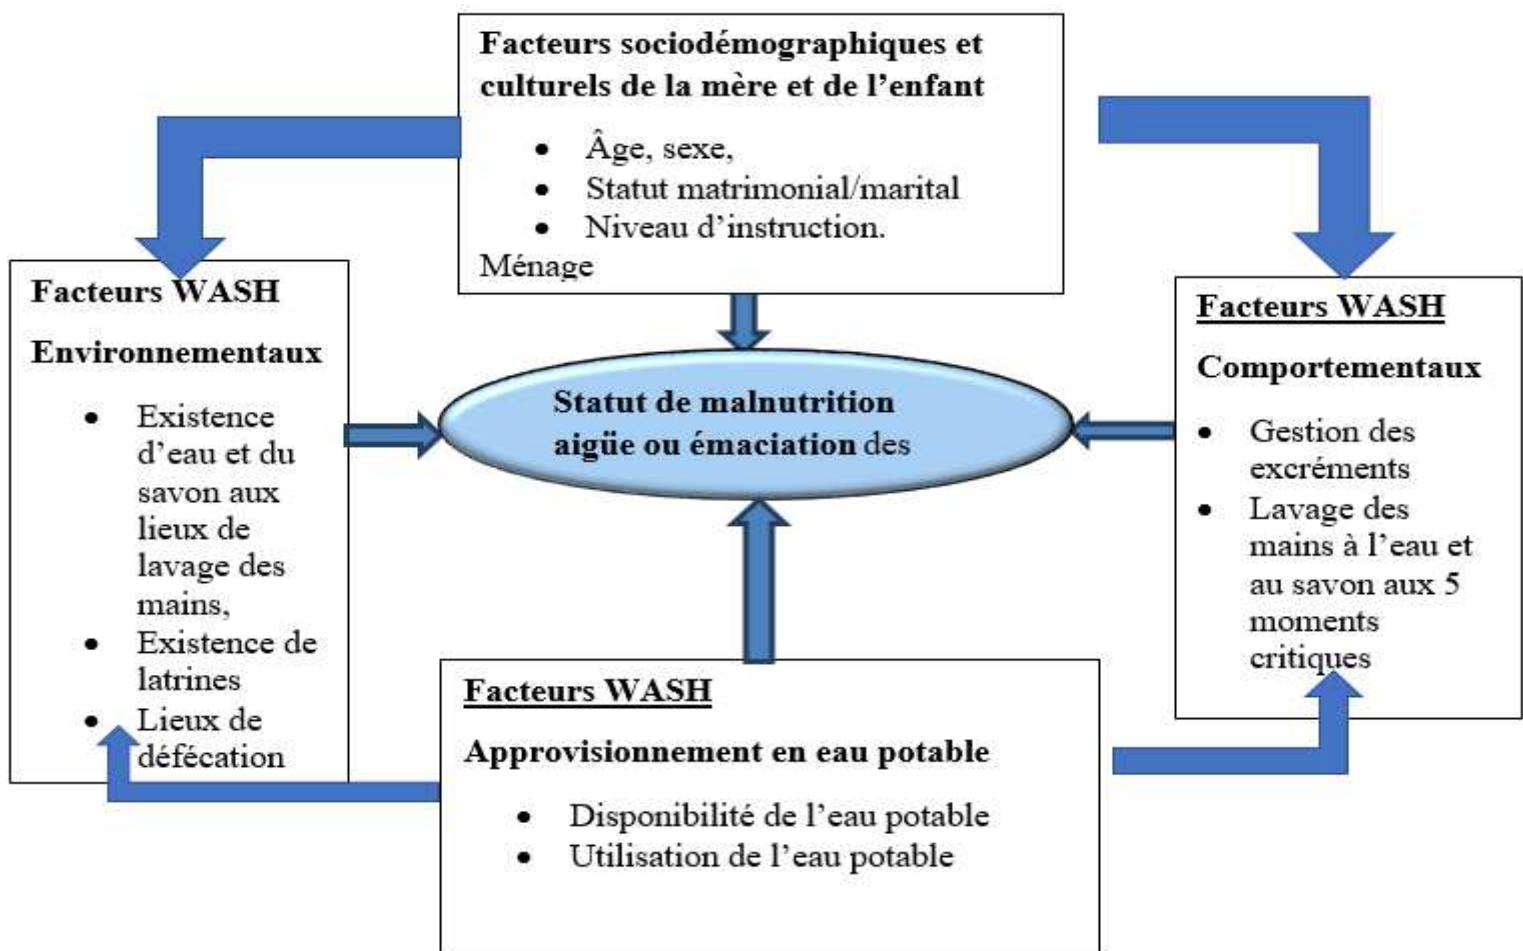 Facteurs sociodémographiques et
culturels de la mère et de l’enfant
• Âge, sexe,
• Statut matrimonial/marital
• Niveau d’instruction.
Ménage
Facteurs WASH
Environnementaux
• Existence
d’eau et du
savon aux
lieux de
lavage des
mains,
• Existence de
latrines
• Lieux de
défécation
Statut de malnutrition
aigüe ou émaciation des
Facteurs WASH
Comportementaux
• Gestion des
excréments
• Lavage des
mains à l’eau et
au savon aux 5
moments
critiques
Facteurs WASH
Approvisionnement en eau potable
• Disponibilité de l’eau potable
• Utilisation de l’eau potable